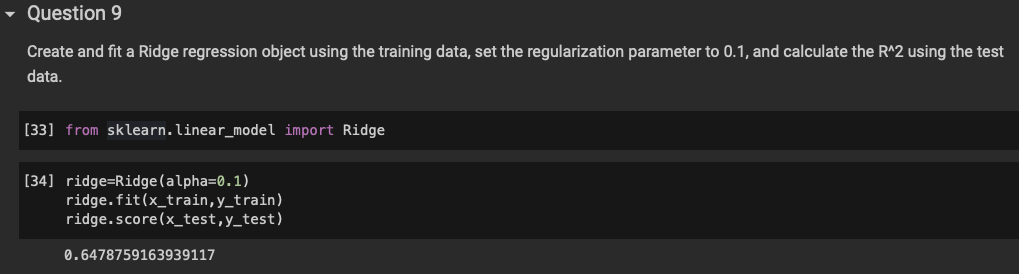 Question 9
Create and fit a Ridge regression object using the training data, set the regularization parameter to 0.1, and calculate the R^2 using the test
data.
[33] from sklearn.linear_model import Ridge
[34] ridge=Ridge(alpha=0.1)
ridge.fit(x_train,y_train)
ridge.score(x_test,y_test)
0.6478759163939117